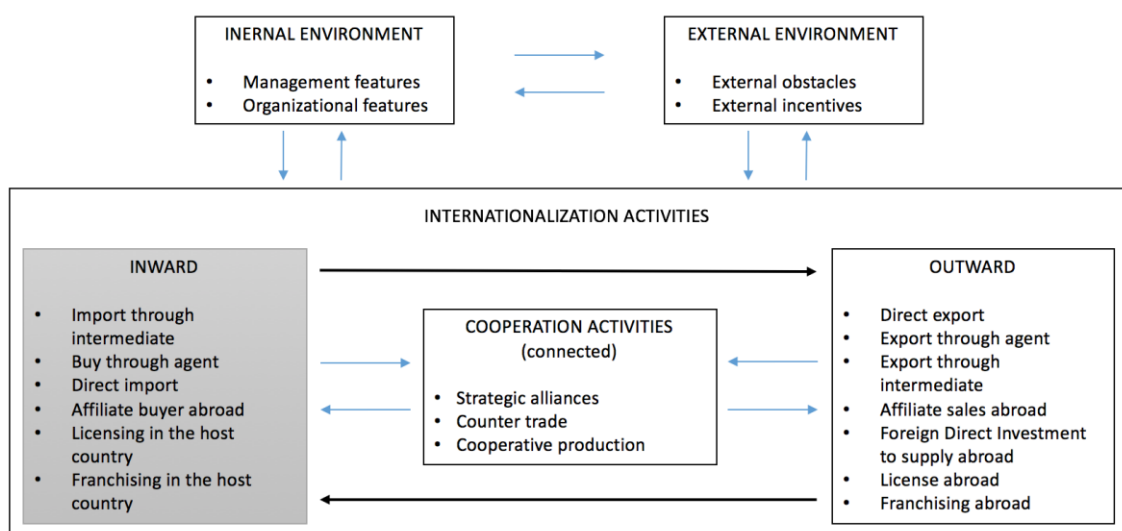 INERNAL ENVIRONMENT
• Management features
• Organizational features
EXTERNAL ENVIRONMENT
• External obstacles
• External incentives
INTERNATIONALIZATION ACTIVITIES
INWARD
• Import through
intermediate
• Buy through agent
• Direct import
• Affiliate buyer abroad
• Licensing in the host
country
• Franchising in the host
country
COOPERATION ACTIVITIES
(connected)
• Strategic alliances
• Counter trade
• Cooperative production
OUTWARD
• Direct export
• Export through agent
• Export through
intermediate
• Affiliate sales abroad
• Foreign Direct Investment
to supply abroad
• License abroad
• Franchising abroad